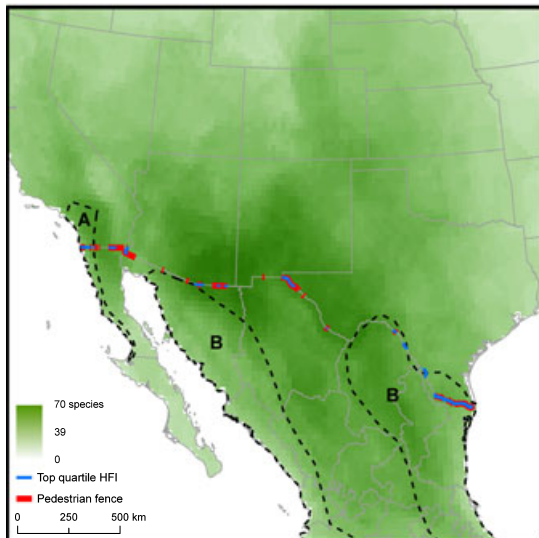 A
B
B
70 species
39
0
Top quartile HFI
Pedestrian fence
0 250 500 km